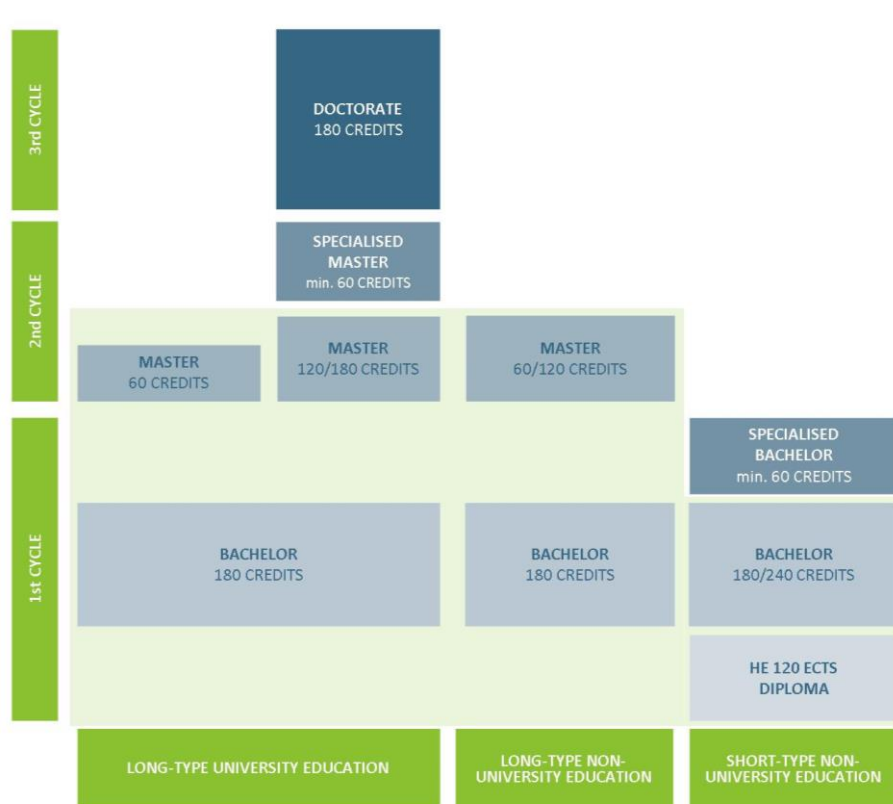 3rd CYCLE
DOCTORATE
180 CREDITS
2nd CYCLE
SPECIALISED
MASTER
min. 60 CREDITS
MASTER
60 CREDITS
MASTER
120/180 CREDITS
MASTER
60/120 CREDITS
1st CYCLE
SPECIALISED
BACHELOR
min. 60 CREDITS
BACHELOR
180 CREDITS
BACHELOR
180 CREDITS
BACHELOR
180/240 CREDITS
HE 120 ECTS
DIPLOMA
LONG-TYPE UNIVERSITY EDUCATION
LONG-TYPE NON-
UNIVERSITY EDUCATION
SHORT-TYPE NON-
UNIVERSITY EDUCATION